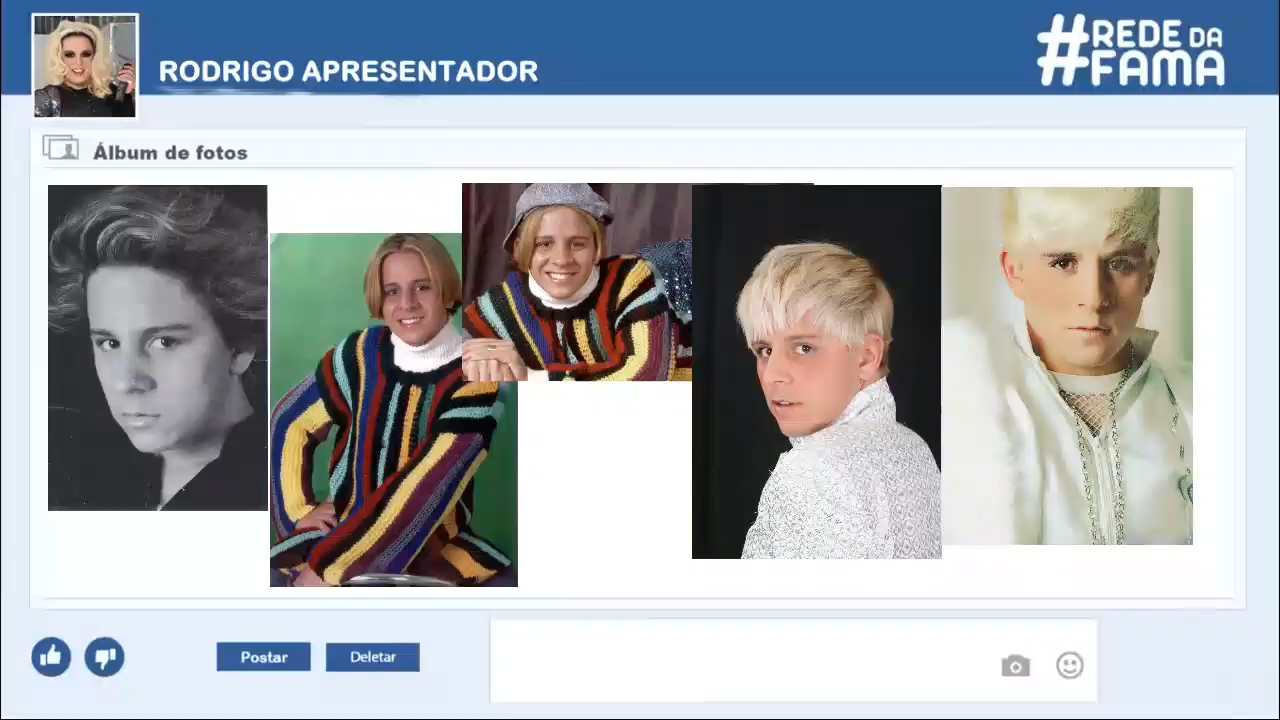 RODRIGO APRESENTADOR
#REDE DA
FAMA
Álbum de fotos
Postar
Deletar